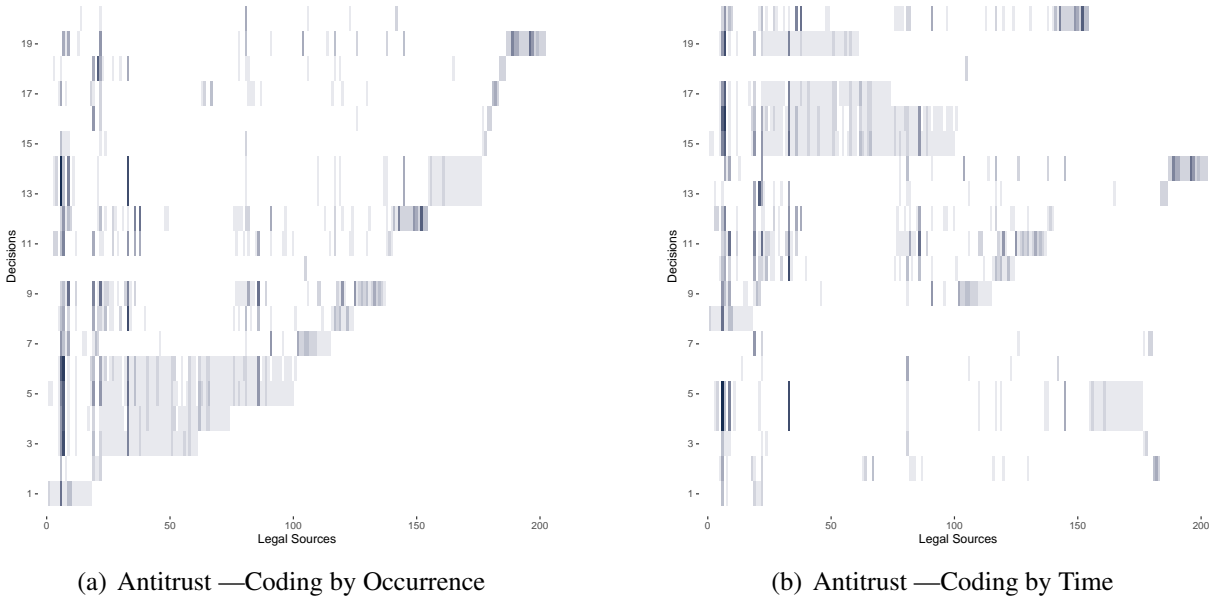 19
17
15
13
11
9
7
5
3
1
Decisions
0 50 100 150 200
Legal Sources
(a) Antitrust —Coding by Occurrence
19
17
15
13
11
9
7
5
3
1
Decisions
0 50 100 150 200
Legal Sources
(b) Antitrust —Coding by Time